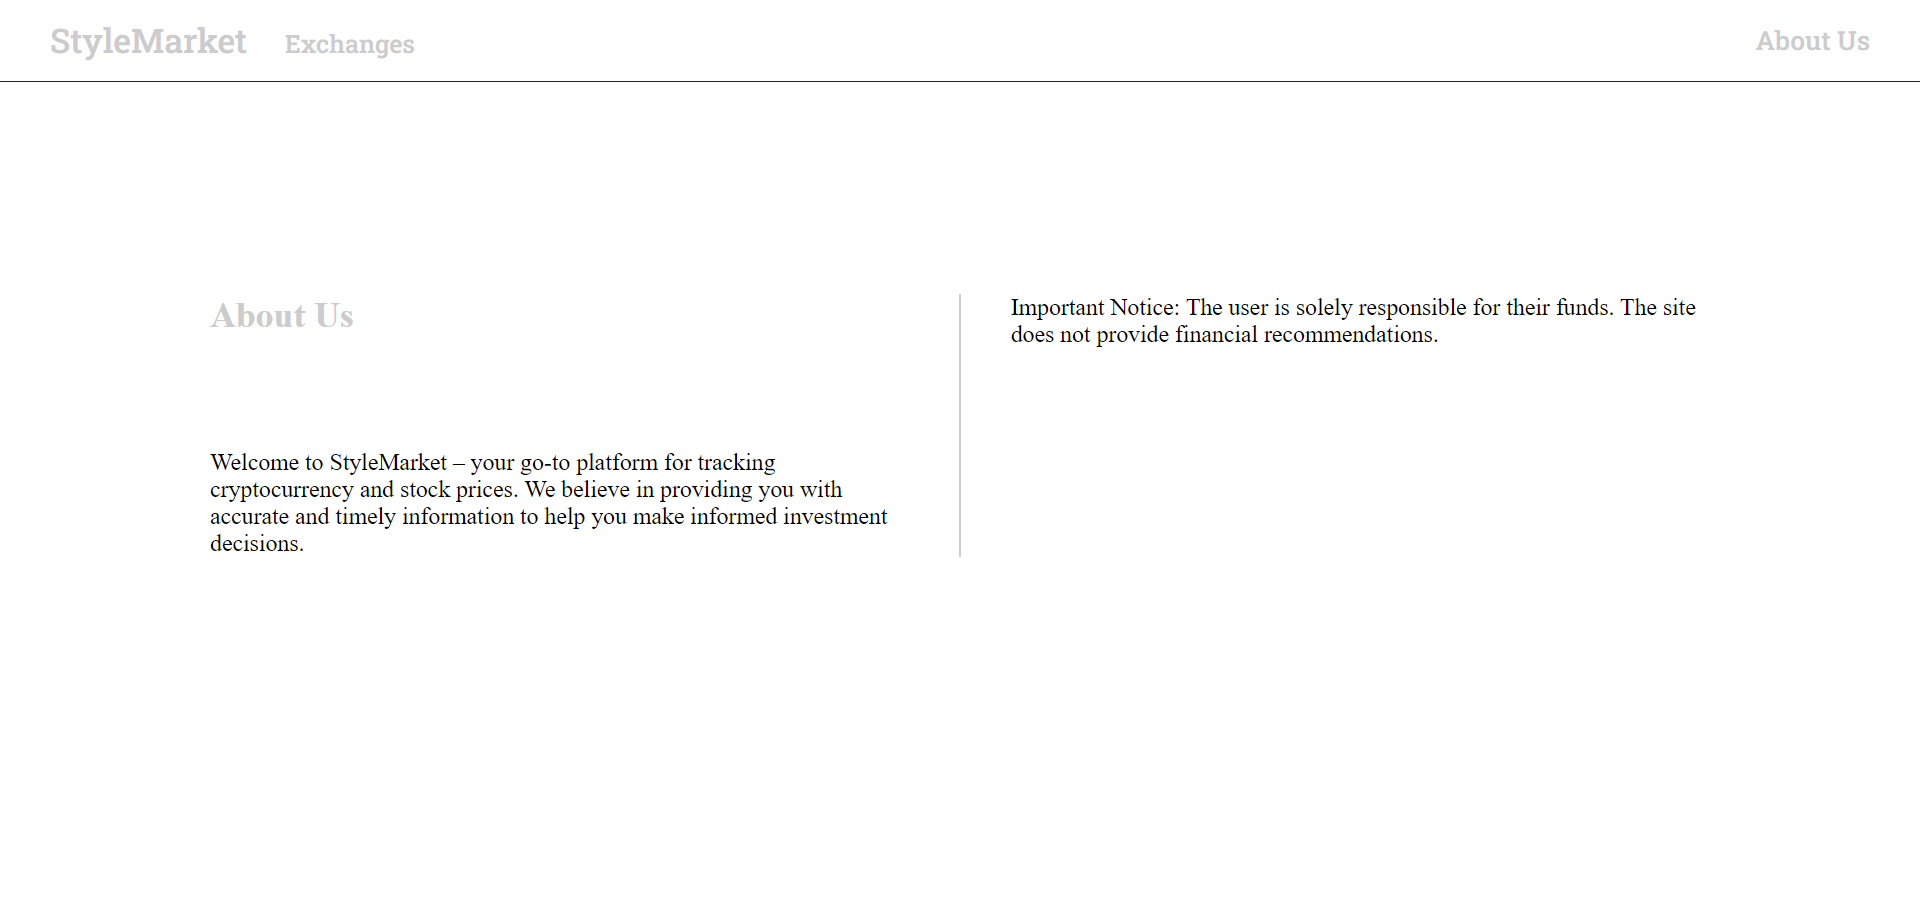 StyleMarket
Exchanges
About Us
About Us
Welcome to StyleMarket – your go-to platform for tracking
cryptocurrency and stock prices. We believe in providing you with
accurate and timely information to help you make informed investment
decisions.
Important Notice: The user is solely responsible for their funds. The site
does not provide financial recommendations.